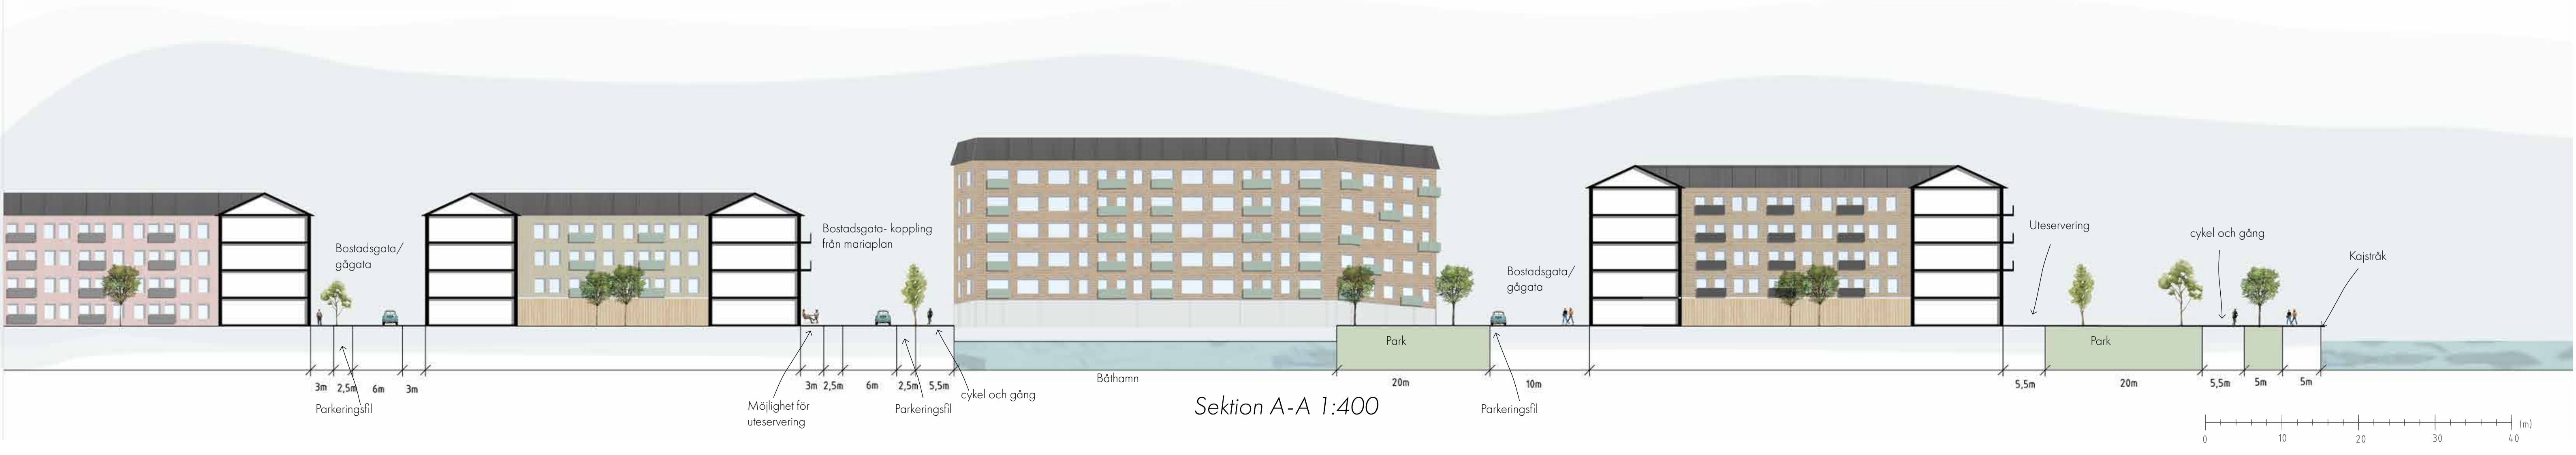 Bostadsgata/
gågata
3m
2,5m
6m
3m
Parkeringsfil
Bostadsgata- koppling
från mariaplan
3m
2,5m
6m
2,5m
5,5m
Möjlighet för
uteservering
Parkeringsfil
cykel och gång
Båthamn
Sektion A-A 1:400
Park
20m
Bostadsgata/
gågata
10m
Parkeringsfil
Uteservering
5,5m
Park
20m
cykel och gång
5,5m
5m
5m
Kajstråk
0 10 20 30 40 (m)